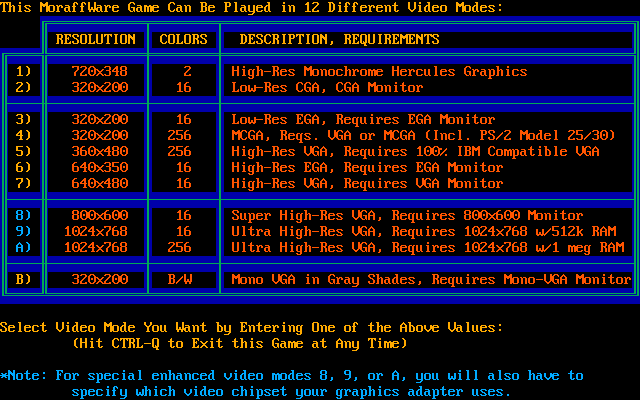 This MoraffWare Game Can Be Played in 12 Different Video Modes:
RESOLUTION COLORS DESCRIPTION, REQUIREMENTS
1) 720x348 2 High-Res Monochrome Hercules Graphics
2) 320x200 16 Low-Res CGA, CGA Monitor
3) 320x200 16 Low-Res EGA, Requires EGA Monitor
4) 320x200 256 MCGA, Reqs. VGA or MCGA (Incl. PS/2 Model 25/30)
5) 360x480 256 High-Res VGA, Requires 100% IBM Compatible VGA
6) 640x350 16 High-Res EGA, Requires EGA Monitor
7) 640x480 16 High-Res VGA, Requires VGA Monitor
8) 800x600 16 Super High-Res VGA, Requires 800x600 Monitor
9) 1024x768 16 Ultra High-Res VGA, Requires 1024x768 w/512k RAM
A) 1024x768 256 Ultra High-Res VGA, Requires 1024x768 w/1 meg RAM
B) 320x200 B/W Mono VGA in Gray Shades, Requires Mono-VGA Monitor
Select Video Mode You Want by Entering One of the Above Values:
(Hit CTRL-Q to Exit this Game at Any Time)
*Note: For special enhanced video modes 8, 9, or A, you will also have to
specify which video chipset your graphics adapter uses.